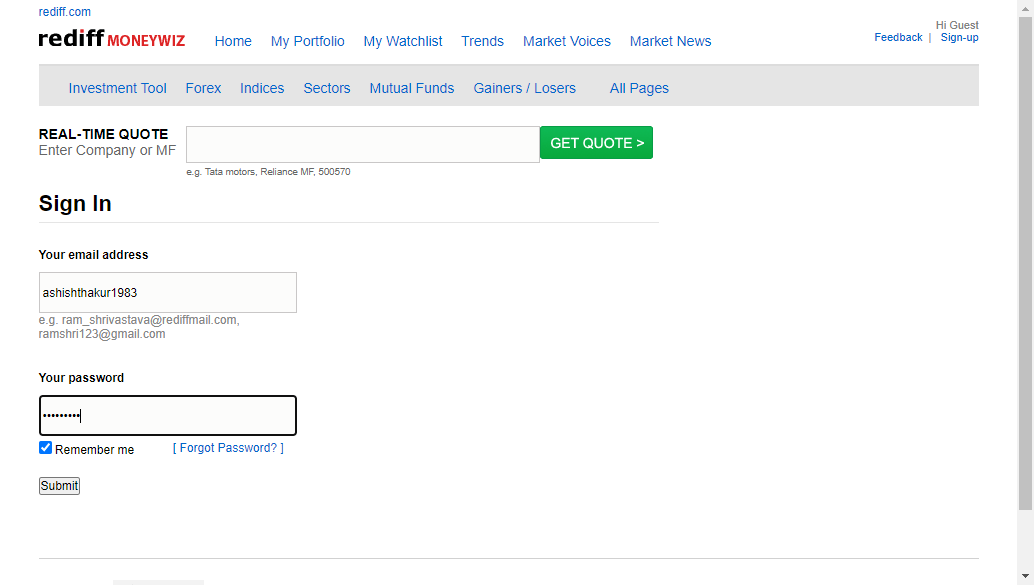 rediff.com
rediff MONEYWIZ Home My Portfolio My Watchlist Trends Market Voices Market News
Hi Guest
Feedback | Sign-up
Investment Tool Forex Indices Sectors Mutual Funds Gainers / Losers All Pages
REAL-TIME QUOTE
Enter Company or MF
GET QUOTE >
e.g. Tata motors, Reliance MF, 500570
Sign In
Your email address
ashishthakur1983
e.g. ram_shrivastava@rediffmail.com,
ramshri123@gmail.com
Your password
•••••••••
Remember me [ Forgot Password? ]
Submit